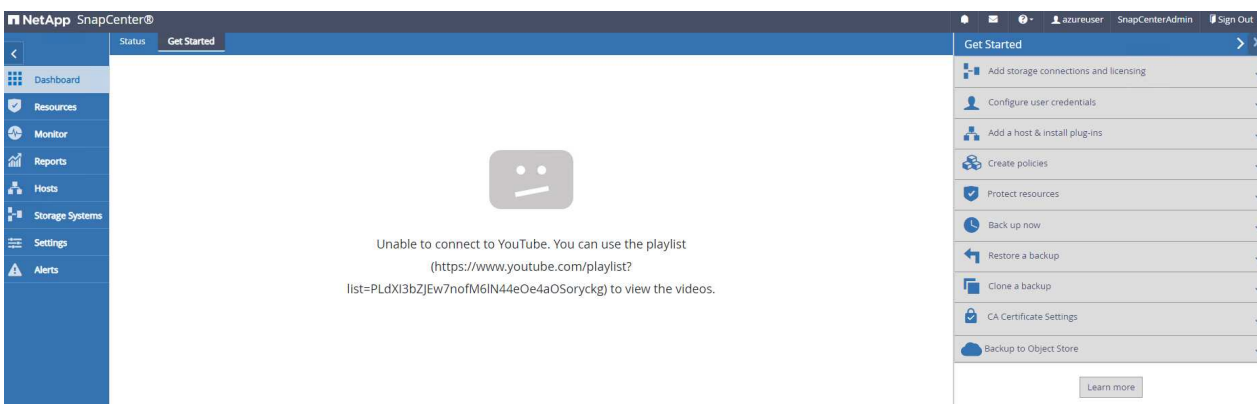 NetApp SnapCenter®
azureuser SnapCenterAdmin Sign Out
Status Get Started
Dashboard
Resources
Monitor
Reports
Hosts
Storage Systems
Settings
Alerts
Unable to connect to YouTube. You can use the playlist
(https://www.youtube.com/playlist?
list=PLdXI3bZJEw7nofM6lN44eOe4aOSoryckg) to view the videos.
Get Started
Add storage connections and licensing
Configure user credentials
Add a host & install plug-ins
Create policies
Protect resources
Back up now
Restore a backup
Clone a backup
CA Certificate Settings
Backup to Object Store
Learn more